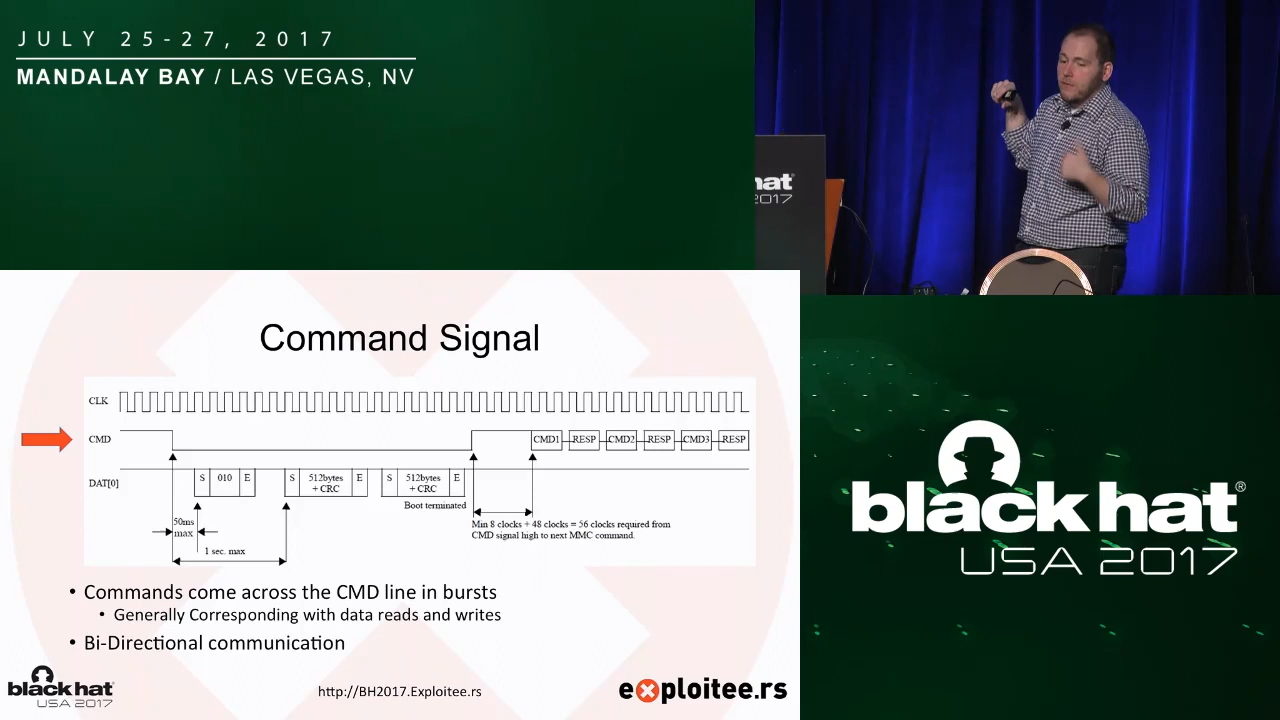 JULY 25-27, 2017
MANDALAY BAY / LAS VEGAS, NV
hat
2017
Command Signal
CLK
CMD
CMD1 RESP CMD2 RESP CMD3 RESP
DAT[0]
S 010 E S 512bytes + CRC E S 512bytes + CRC E
Boot terminated
50ms
max
1 sec. max
Min 8 clocks + 48 clocks = 56 clocks required from
CMD signal high to next MMC command.
• Commands come across the CMD line in bursts
• Generally Corresponding with data reads and writes
• Bi-Directional communication
black hat
USA 2017
http://BH2017.Exploitee.rs
exploitee.rs
black hat®
USA 2017